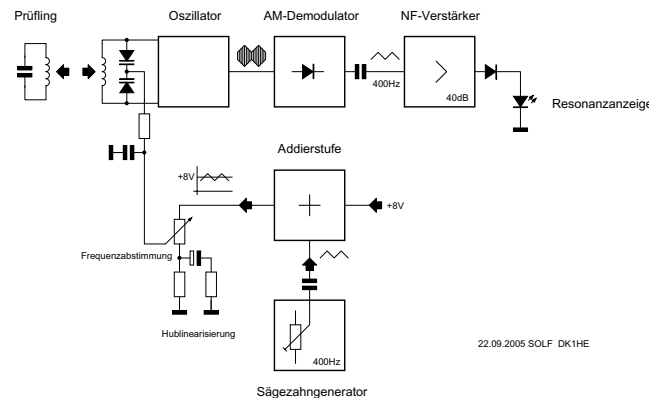 Prüfling
Oszillator
AM-Demodulator
NF-Verstärker
400Hz
40dB
Resonanzanzeige
Addierstufe
+8V
+8V
Frequenzabstimmung
Hublinearisierung
400Hz
22.09.2005 SOLF DK1HE
Sägezahngenerator